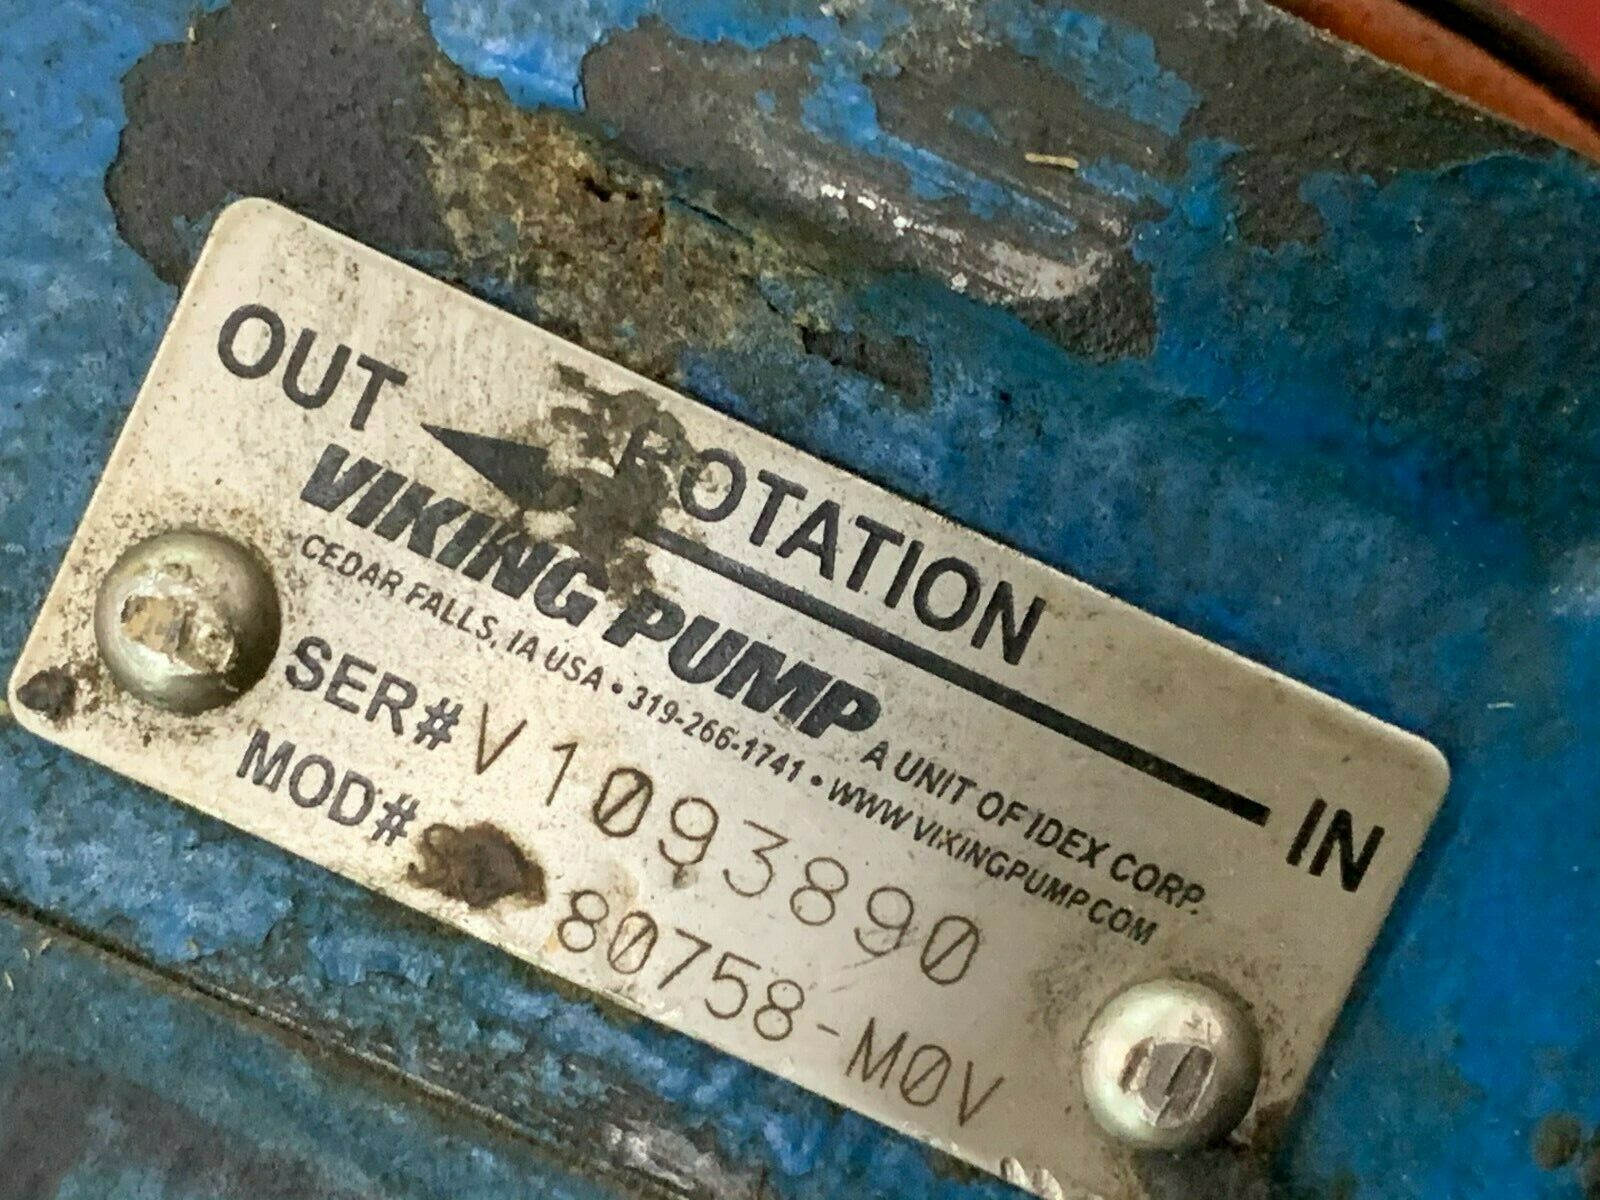 OUT ROTATION IN
VIKING PUMP A UNIT OF IDEX CORP.
CEDAR FALLS, IA USA • 319-266-1741 • WWW.VIKINGPUMP.COM
SER# V1093890
MOD# 80758-M0V